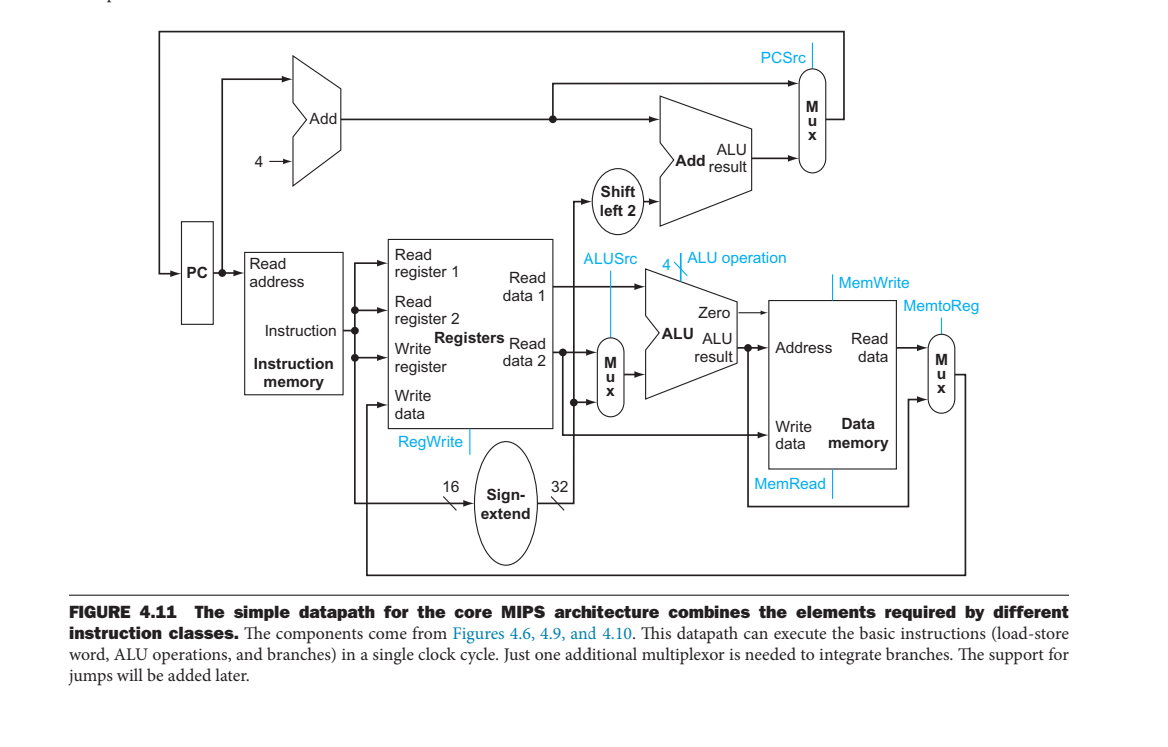 PCSrc
Add
4
M
u
x
Add
ALU
result
Shift
left 2
PC
Read
address
Instruction
Instruction
memory
Read
register 1
Read
register 2
Write
register
Write
data
Registers
Read
data 1
Read
data 2
RegWrite
16
Sign-
extend
32
ALUSrc
M
u
x
4
ALU operation
Zero
ALU
ALU
result
MemWrite
Address
Read
data
Write
data
Data
memory
MemRead
MemtoReg
M
u
x
FIGURE 4.11 The simple datapath for the core MIPS architecture combines the elements required by different
instruction classes. The components come from Figures 4.6, 4.9, and 4.10. This datapath can execute the basic instructions (load-store
word, ALU operations, and branches) in a single clock cycle. Just one additional multiplexor is needed to integrate branches. The support for
jumps will be added later.